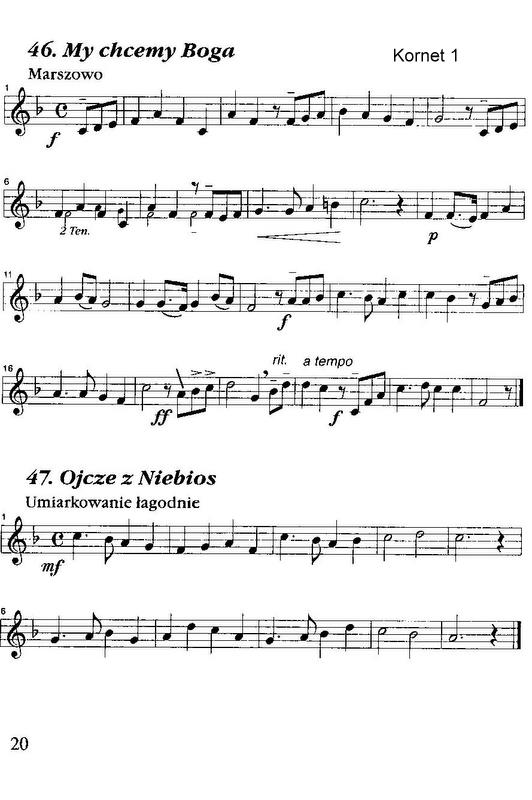 46. My chcemy Boga
Kornet 1
Marszowo
1
f
6
2 Ten.
p
11
f
rit. a tempo
16
ff
f
47. Ojcze z Niebios
Umiarkowanie łagodnie
1
mf
6
20